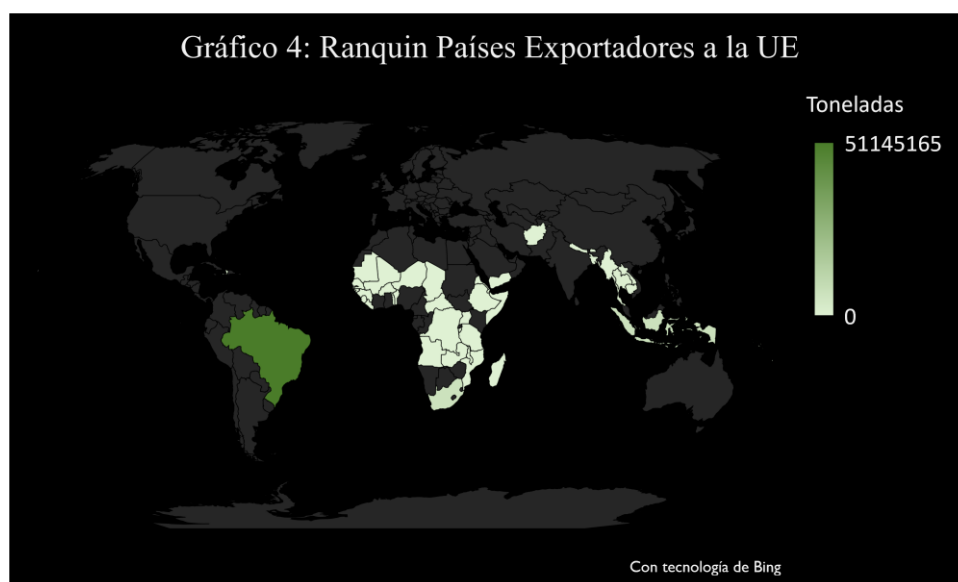 Gráfico 4: Ranquin Países Exportadores a la UE
Toneladas
51145165
0
Con tecnología de Bing